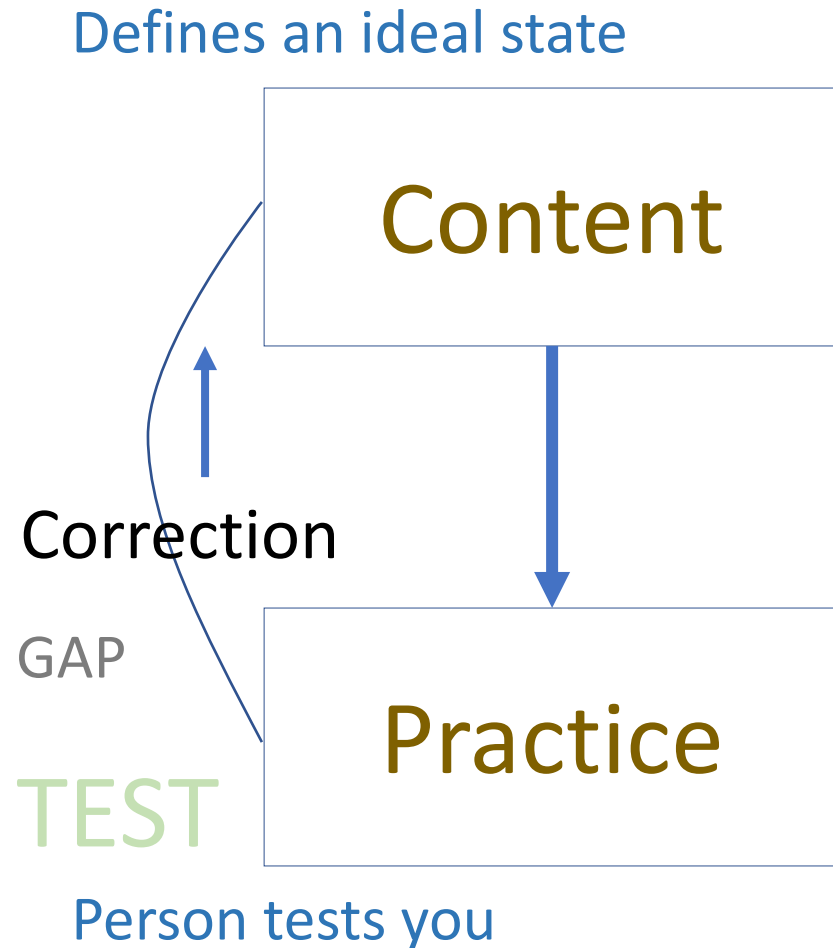 Defines an ideal state
Content
Correction
GAP
Practice
TEST
Person tests you